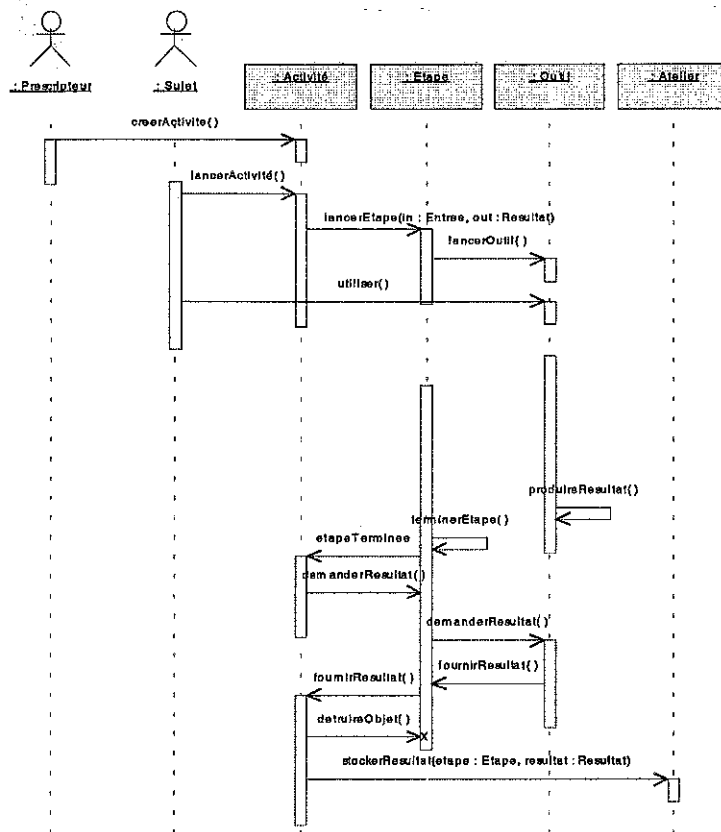 : Prescripteur
: Sujet
: Activité
: Etape
: Outil
: Atelier
creerActivite()
lancerActivité()
lancerEtape(in : Entree, out : Resultat)
lancerOutil()
utiliser()
produireResultat()
terminerEtape()
etapeTerminee
demanderResultat()
demanderResultat()
fournirResultat()
fournirResultat()
detruireObjet()
stockerResultat(etape : Etape, resultat : Resultat)